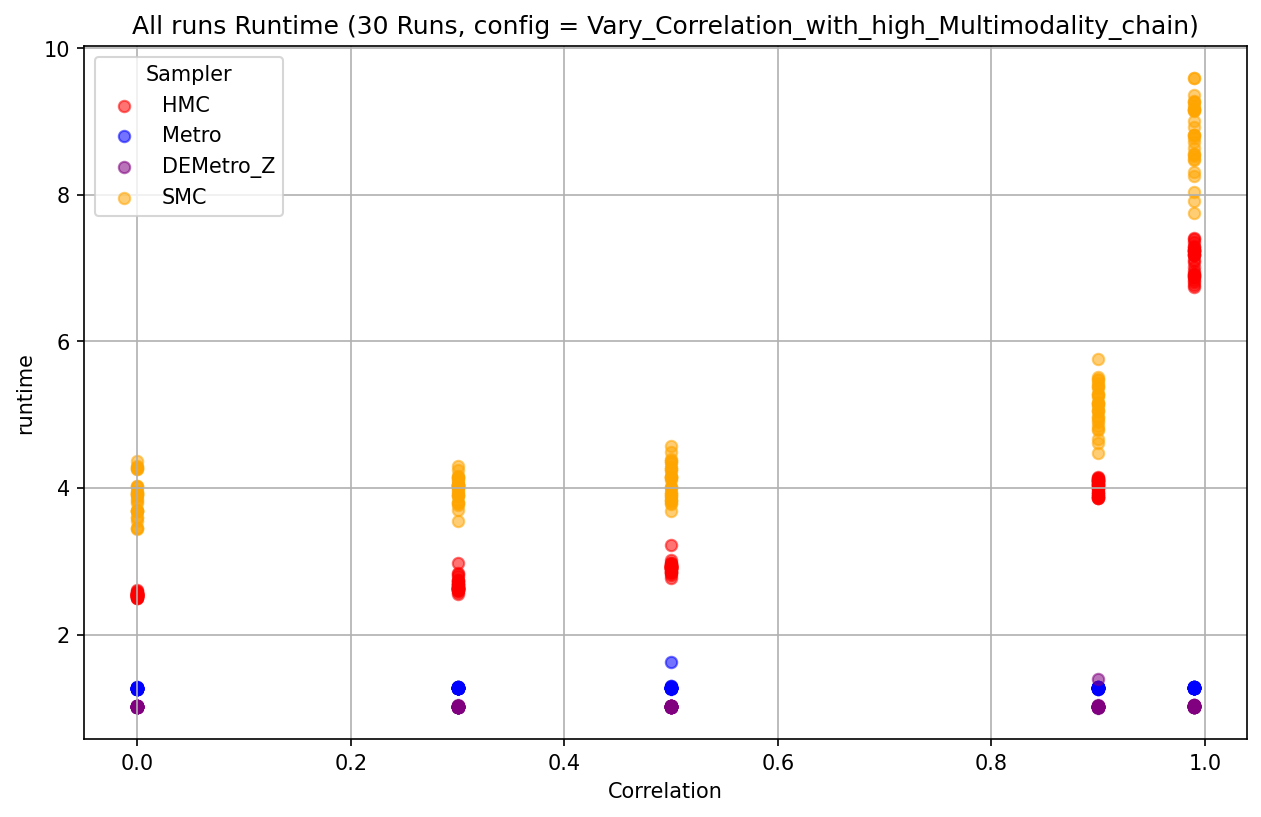 All runs Runtime (30 Runs, config = Vary_Correlation_with_high_Multimodality_chain)
Sampler
HMC
Metro
DEMetro_Z
SMC
10
8
6
4
2
runtime
0.0 0.2 0.4 0.6 0.8 1.0
Correlation